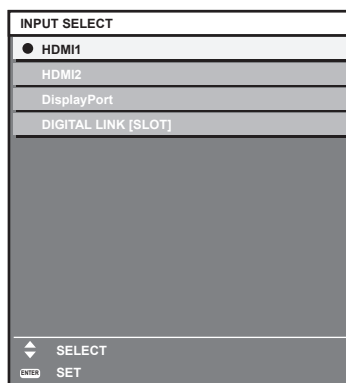 INPUT SELECT
HDMI1
HDMI2
DisplayPort
DIGITAL LINK [SLOT]
SELECT
ENTER SET